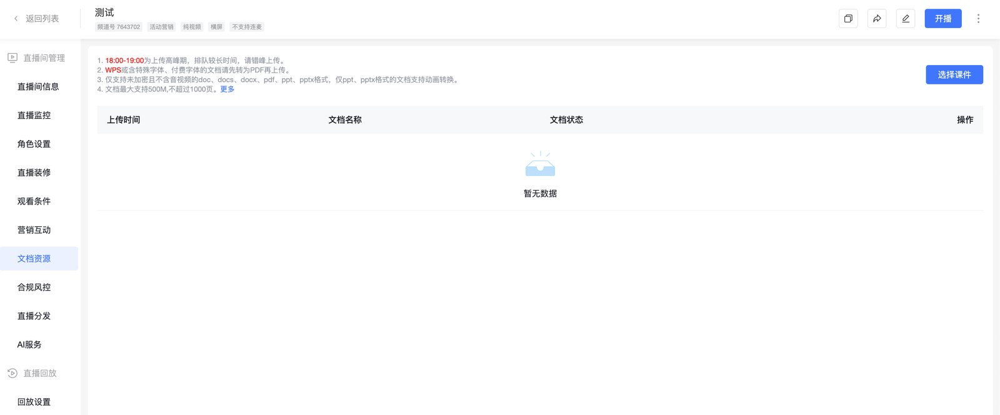 返回列表
测试
频道号 7643702 活动营销 纯视频 横屏 不支持连麦
开播
直播间管理
直播间信息
直播监控
角色设置
直播装修
观看条件
营销互动
文档资源
合规风控
直播分发
AI服务
直播回放
回放设置
1. 18:00-19:00为上传高峰期，排队较长时间，请错峰上传。
2. WPS或含特殊字体、付费字体的文档请先转为PDF再上传。
3. 仅支持未加密且不含音视频的doc、docs、docx、pdf、ppt、pptx格式，仅ppt、pptx格式的文档支持动画转换。
4. 文档最大支持500M,不超过1000页。更多
选择课件
上传时间 文档名称 文档状态 操作
暂无数据